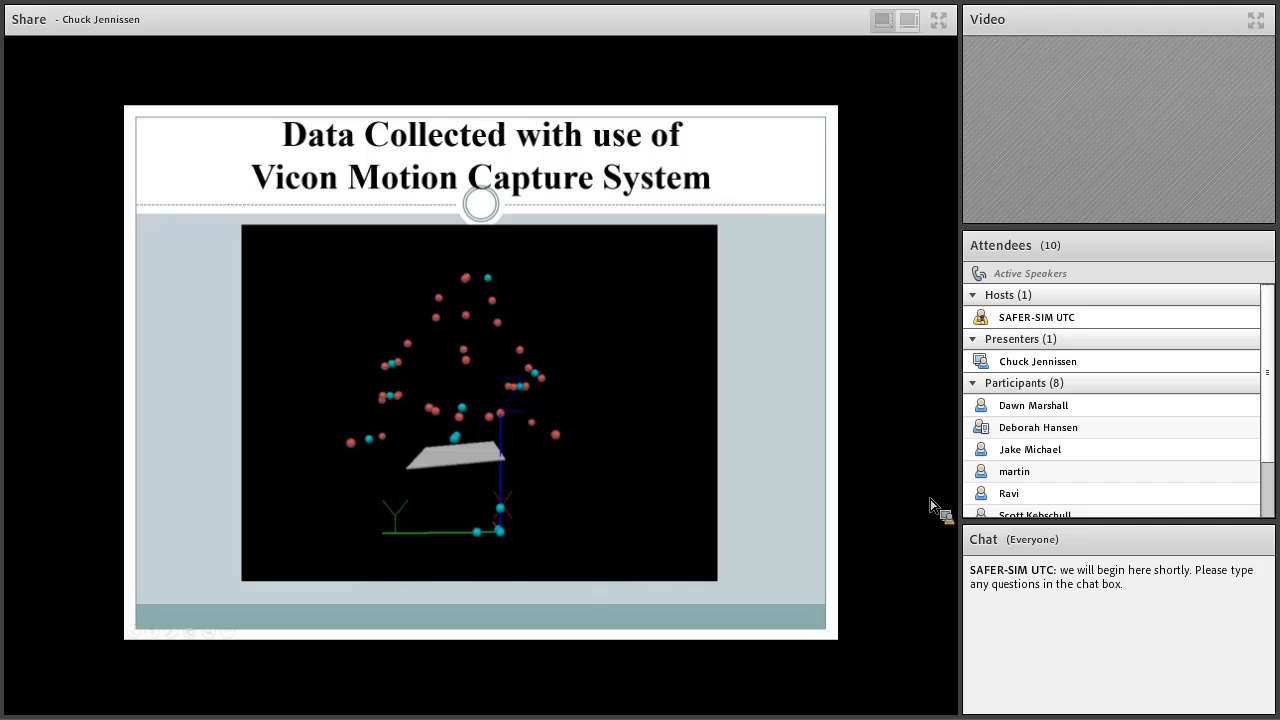 Share - Chuck Jennissen
Data Collected with use of
Vicon Motion Capture System
Y
X
Video
Attendees (10)
Active Speakers
Hosts (1)
SAFER-SIM UTC
Presenters (1)
Chuck Jennissen
Participants (8)
Dawn Marshall
Deborah Hansen
Jake Michael
martin
Ravi
Scott Kebschull
Chat (Everyone)
SAFER-SIM UTC: we will begin here shortly. Please type
any questions in the chat box.